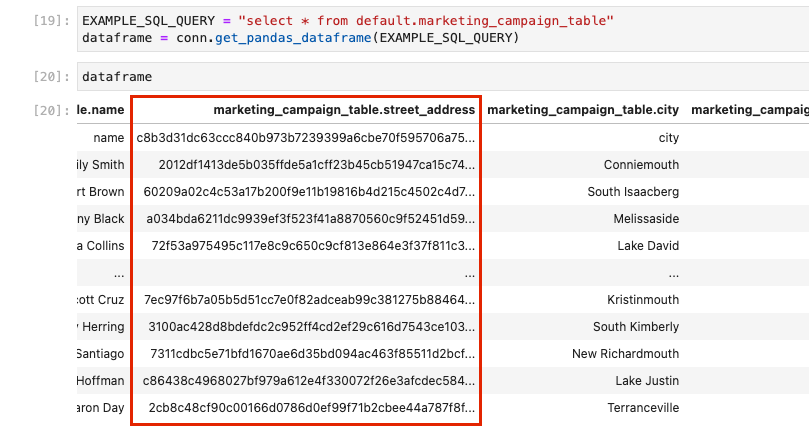 [19]: EXAMPLE_SQL_QUERY = "select * from default.marketing_campaign_table"
dataframe = conn.get_pandas_dataframe(EXAMPLE_SQL_QUERY)
[20]: dataframe
[20]: le.name marketing_campaign_table.street_address marketing_campaign_table.city marketing_campaig
name c8b3d31dc63ccc840b973b7239399a6cbe70f595706a75... city
ily Smith 2012df1413de5b035ffde5a1cff23b45cb51947ca15c74... Conniemouth
rt Brown 60209a02c4c53a17b200f9e11b19816b4d215c4502c4d7... South Isaacberg
ny Black a034bda6211dc9939ef3f523f41a8870560c9f52451d59... Melissaside
a Collins 72f53a975495c117e8c9c650c9cf813e864e3f37f811c3... Lake David
... ... ...
cott Cruz 7ec97f6b7a05b5d51cc7e0f82adceab99c381275b88464... Kristinmouth
y Herring 3100ac428d8bdefdc2c952ff4cd2ef29c616d7543ce103... South Kimberly
Santiago 7311cdbc5e71bfd1670ae6d35bd094ac463f85511d2bcf... New Richardmouth
Hoffman c86438c4968027bf979a612e4f330072f26e3afcdec584... Lake Justin
aron Day 2cb8c48cf90c00166d0786d0ef99f71b2cbee44a787f8f... Terranceville